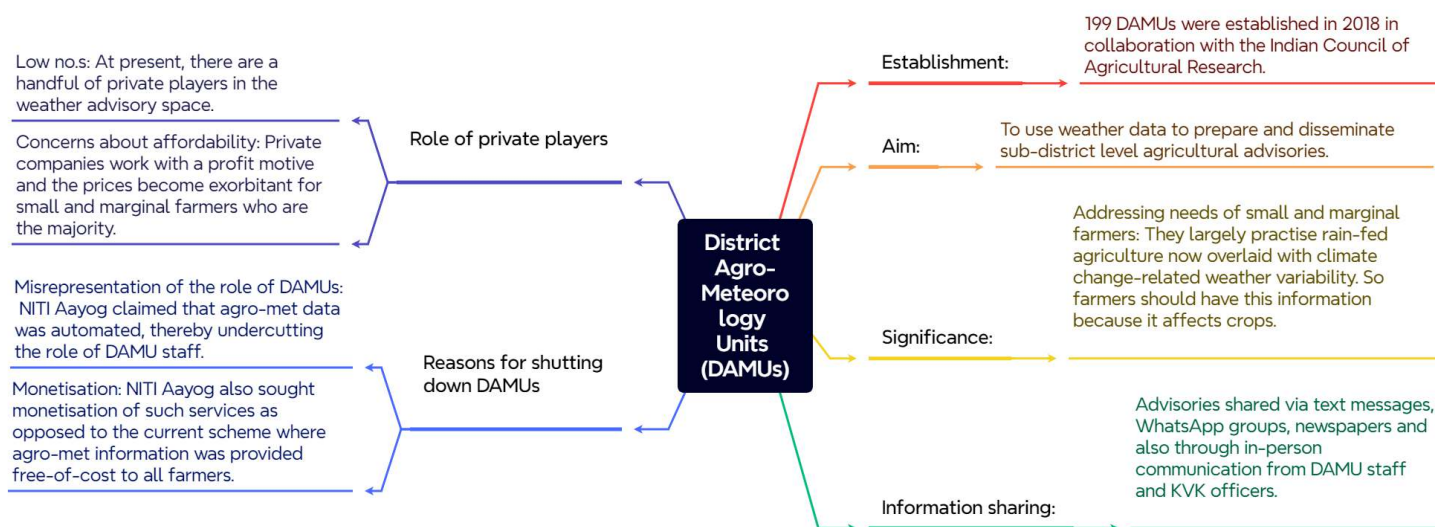 District
Agro-
Meteoro
logy
Units
(DAMUs)
Establishment:
199 DAMUs were established in 2018 in
collaboration with the Indian Council of
Agricultural Research.
Aim:
To use weather data to prepare and disseminate
sub-district level agricultural advisories.
Significance:
Addressing needs of small and marginal
farmers: They largely practise rain-fed
agriculture now overlaid with climate
change-related weather variability. So
farmers should have this information
because it affects crops.
Information sharing:
Advisories shared via text messages,
WhatsApp groups, newspapers and
also through in-person
communication from DAMU staff
and KVK officers.
Role of private players
Low no.s: At present, there are a
handful of private players in the
weather advisory space.
Concerns about affordability: Private
companies work with a profit motive
and the prices become exorbitant for
small and marginal farmers who are
the majority.
Reasons for shutting
down DAMUs
Misrepresentation of the role of DAMUs:
NITI Aayog claimed that agro-met data
was automated, thereby undercutting
the role of DAMU staff.
Monetisation: NITI Aayog also sought
monetisation of such services as
opposed to the current scheme where
agro-met information was provided
free-of-cost to all farmers.